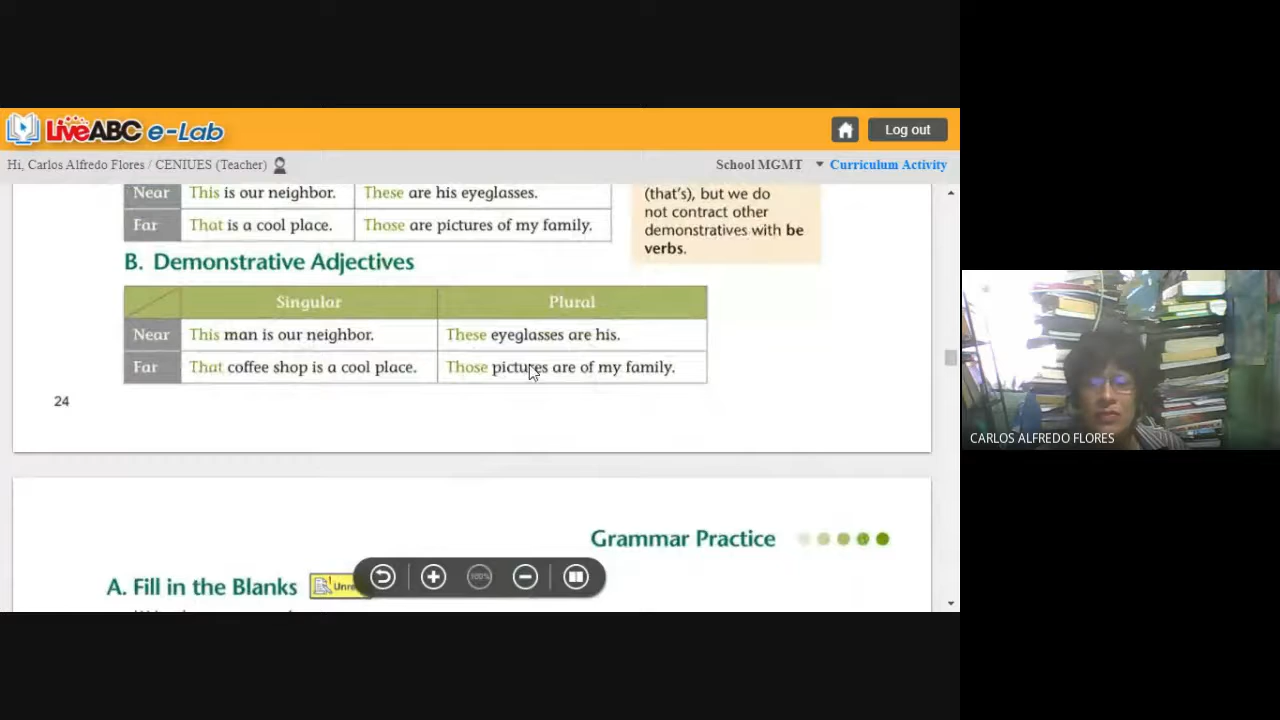 LiveABC e-Lab
Log out
Hi, Carlos Alfredo Flores / CENIUES (Teacher)
School MGMT
Curriculum Activity
Near This is our neighbor. These are his eyeglasses.
Far That is a cool place. Those are pictures of my family.
(that's), but we do
not contract other
demonstratives with be
verbs.
B. Demonstrative Adjectives
Singular Plural
Near This man is our neighbor. These eyeglasses are his.
Far That coffee shop is a cool place. Those pictures are of my family.
24
Grammar Practice
A. Fill in the Blanks
100%
CARLOS ALFREDO FLORES